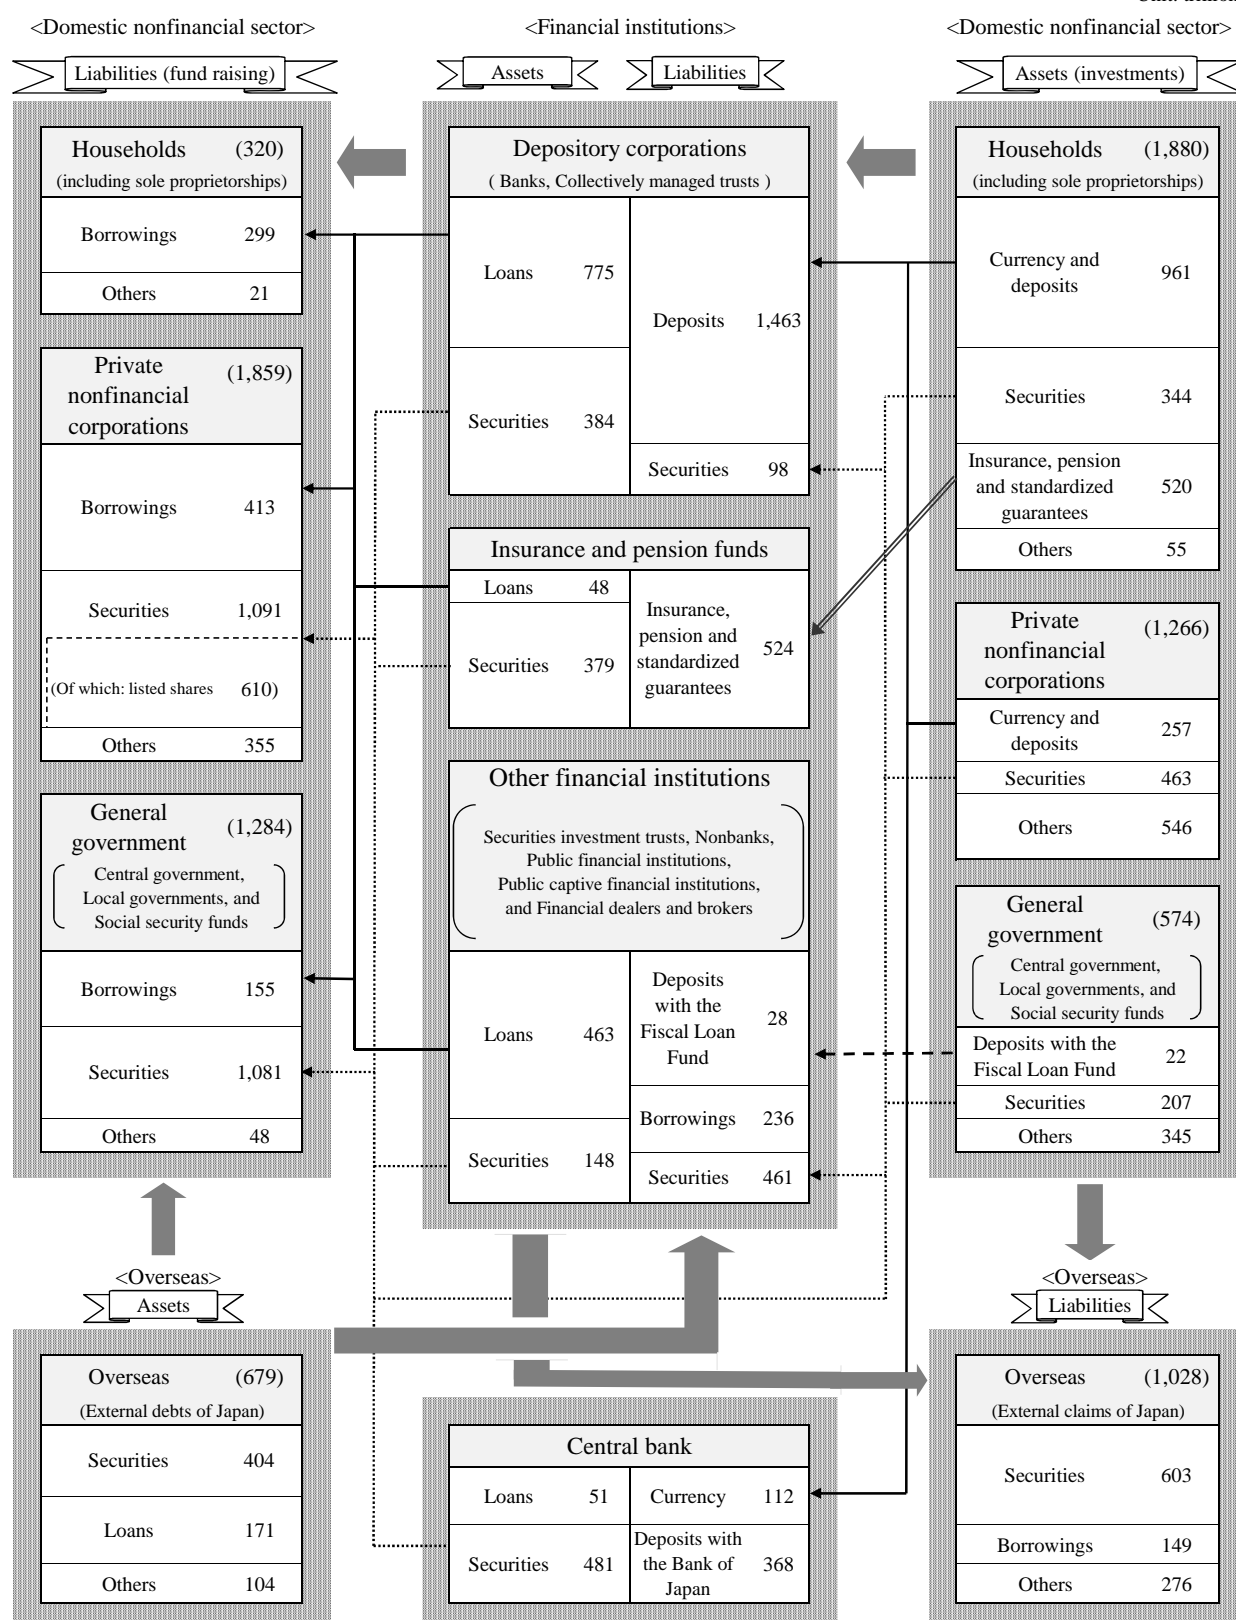 <Domestic nonfinancial sector>
<Financial institutions>
<Domestic nonfinancial sector>
Liabilities (fund raising)
Assets
Liabilities
Assets (investments)
Households (320)
(including sole proprietorships)
Borrowings 299
Others 21
Private
nonfinancial
corporations
(1,859)
Borrowings 413
Securities 1,091
(Of which: listed shares 610)
Others 355
General
government
(1,284)
Central government,
Local governments, and
Social security funds
Borrowings 155
Securities 1,081
Others 48
Depository corporations
( Banks, Collectively managed trusts )
Loans 775
Securities 384
Deposits 1,463
Securities 98
Insurance and pension funds
Loans 48
Securities 379
Insurance,
pension and
standardized
guarantees
524
Other financial institutions
Securities investment trusts, Nonbanks,
Public financial institutions,
Public captive financial institutions,
and Financial dealers and brokers
Loans 463
Securities 148
Deposits
with the
Fiscal Loan
Fund
28
Borrowings 236
Securities 461
Households (1,880)
(including sole proprietorships)
Currency and
deposits
961
Securities 344
Insurance, pension
and standardized
guarantees
520
Others 55
Private
nonfinancial
corporations
(1,266)
Currency and
deposits
257
Securities 463
Others 546
General
government
(574)
Central government,
Local governments, and
Social security funds
Deposits with the
Fiscal Loan Fund
22
Securities 207
Others 345
<Overseas>
Assets
Overseas (679)
(External debts of Japan)
Securities 404
Loans 171
Others 104
Central bank
Loans 51
Securities 481
Currency 112
Deposits with
the Bank of
Japan
368
<Overseas>
Liabilities
Overseas (1,028)
(External claims of Japan)
Securities 603
Borrowings 149
Others 276